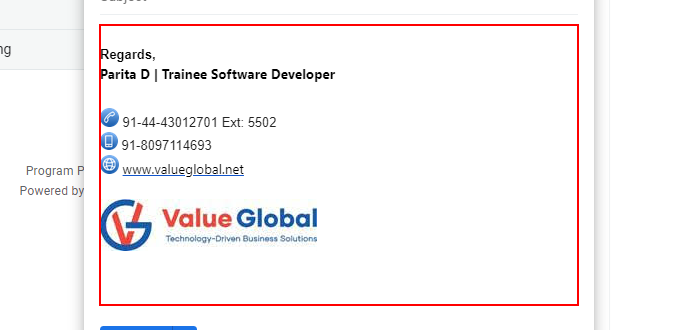 ng
Program P
Powered by
Regards,
Parita D | Trainee Software Developer
91-44-43012701 Ext: 5502
91-8097114693
www.valueglobal.net
Value Global
Technology-Driven Business Solutions